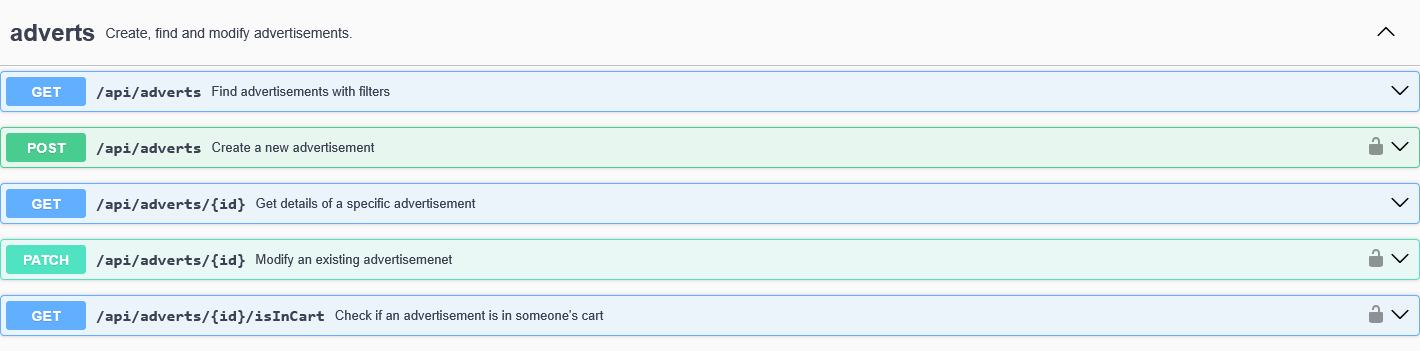 adverts Create, find and modify advertisements.
GET /api/adverts Find advertisements with filters
POST /api/adverts Create a new advertisement
GET /api/adverts/{id} Get details of a specific advertisement
PATCH /api/adverts/{id} Modify an existing advertisemenet
GET /api/adverts/{id}/isInCart Check if an advertisement is in someone's cart